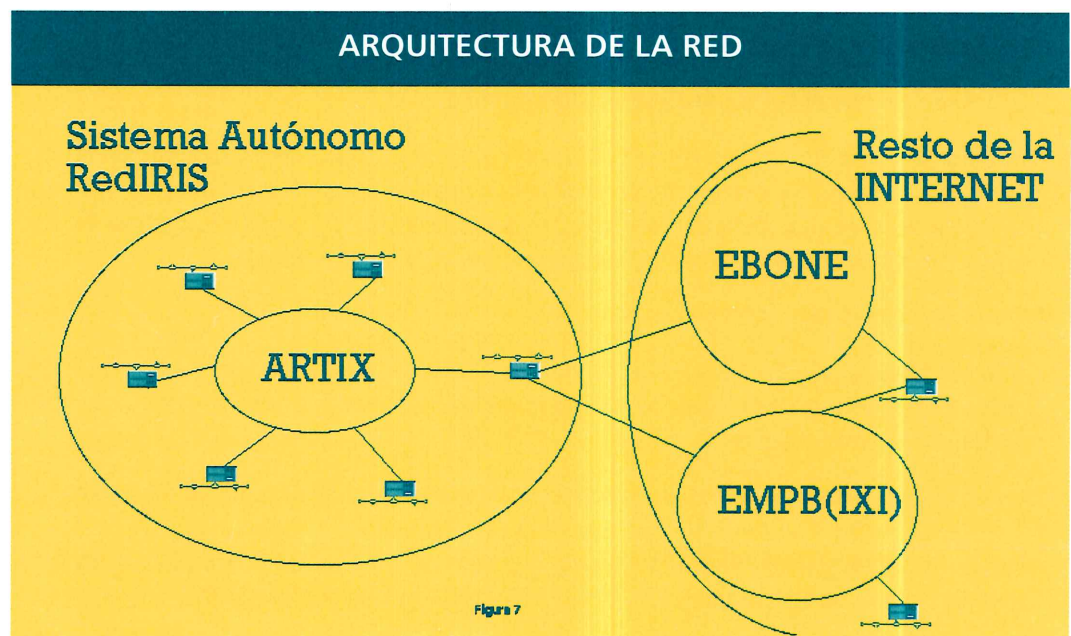 ARQUITECTURA DE LA RED
Sistema Autónomo
RedIRIS
Resto de la
INTERNET
EBONE
ARTIX
EMPB(IXI)
Figura 7